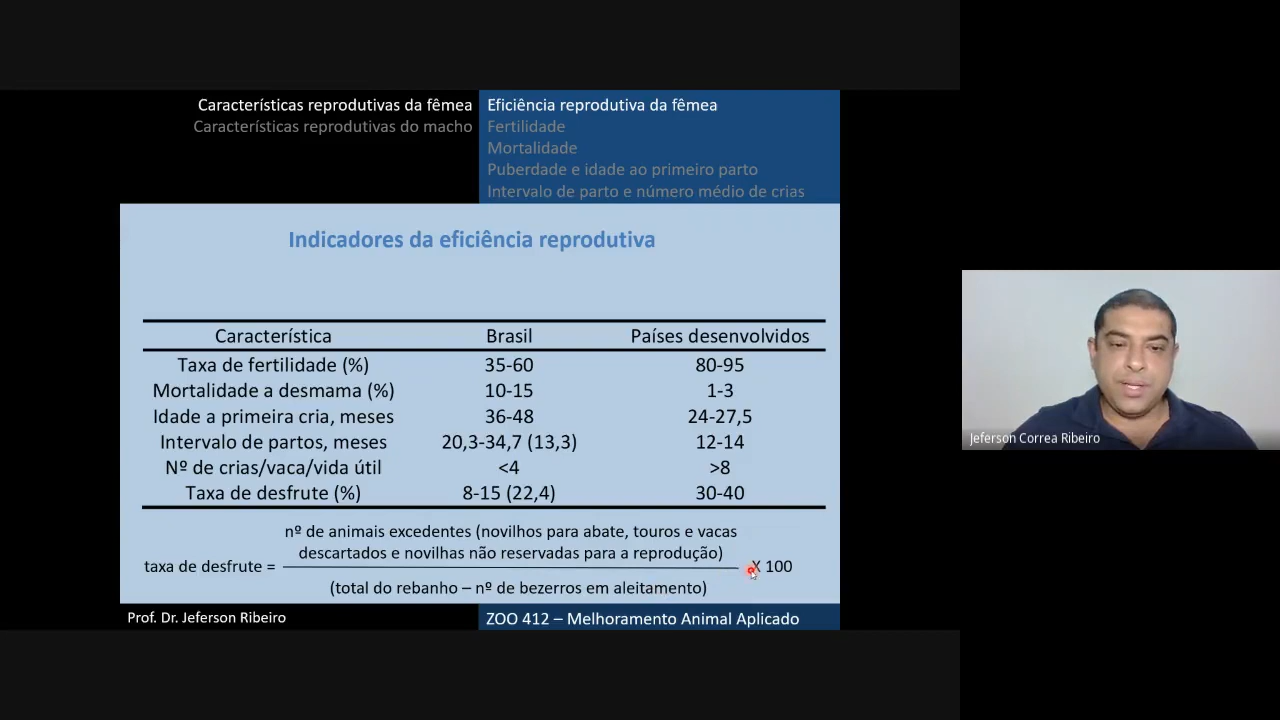 Características reprodutivas da fêmea
Características reprodutivas do macho
Eficiência reprodutiva da fêmea
Fertilidade
Mortalidade
Puberdade e idade ao primeiro parto
Intervalo de parto e número médio de crias
Indicadores da eficiência reprodutiva
Característica Brasil Países desenvolvidos
Taxa de fertilidade (%) 35-60 80-95
Mortalidade a desmama (%) 10-15 1-3
Idade a primeira cria, meses 36-48 24-27,5
Intervalo de partos, meses 20,3-34,7 (13,3) 12-14
Nº de crias/vaca/vida útil <4 >8
Taxa de desfrute (%) 8-15 (22,4) 30-40
nº de animais excedentes (novilhos para abate, touros e vacas
descartados e novilhas não reservadas para a reprodução)
taxa de desfrute = X 100
(total do rebanho – nº de bezerros em aleitamento)
Prof. Dr. Jeferson Ribeiro
ZOO 412 – Melhoramento Animal Aplicado
Jeferson Correa Ribeiro